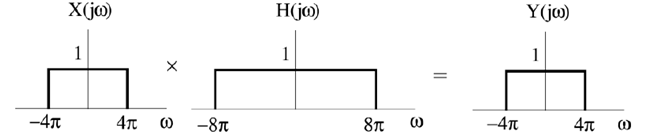 X(jω) H(jω) Y(jω)
1 × 1 = 1
−4π 4π ω −8π 8π ω −4π 4π ω